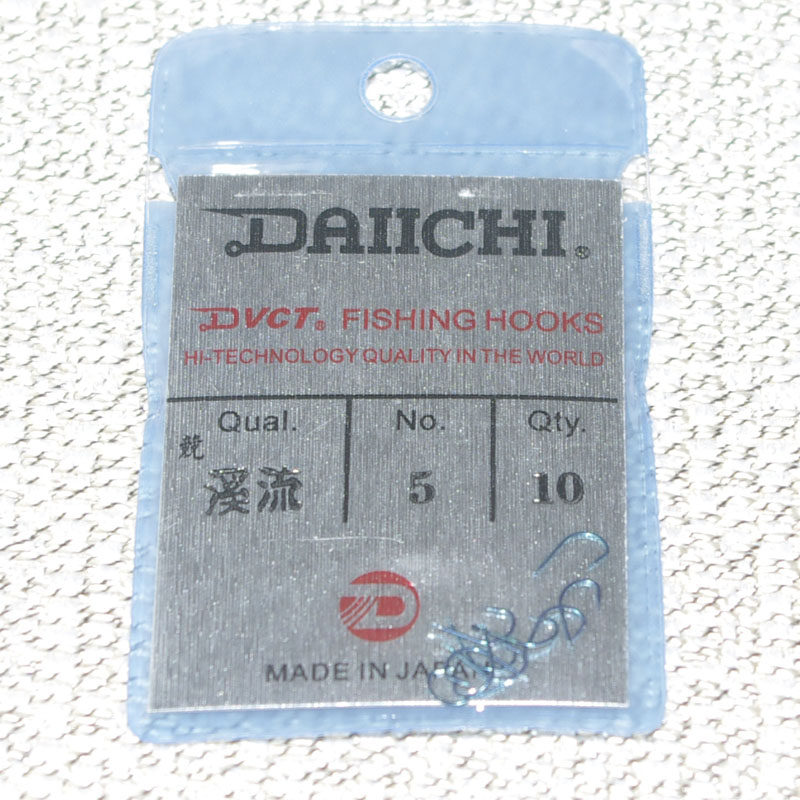 DAIICHI®
DVCT® FISHING HOOKS
HI-TECHNOLOGY QUALITY IN THE WORLD
Qual. No. Qty.
競
溪流 5 10
MADE IN JAPAN